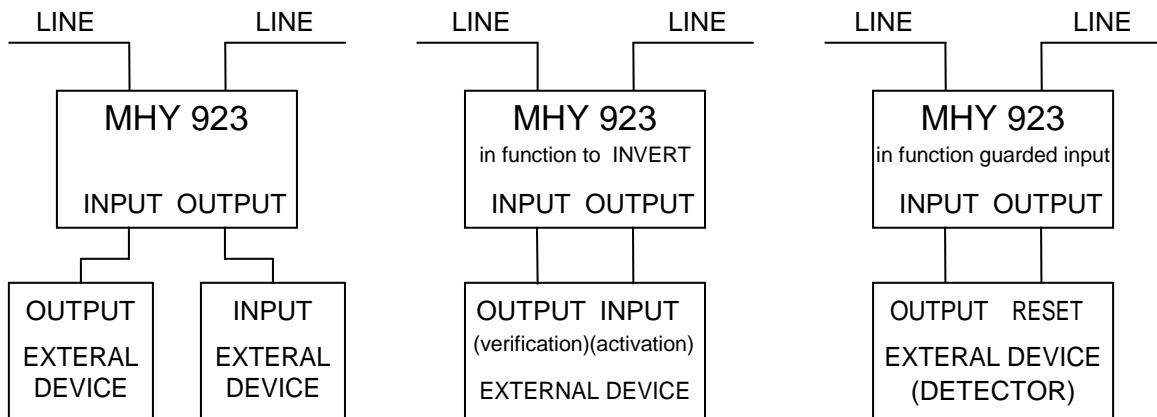 LINE LINE
MHY 923
INPUT OUTPUT
OUTPUT
EXTERAL
DEVICE
INPUT
EXTERAL
DEVICE
LINE LINE
MHY 923
in function to INVERT
INPUT OUTPUT
OUTPUT INPUT
(verification)(activation)
EXTERNAL DEVICE
LINE LINE
MHY 923
in function guarded input
INPUT OUTPUT
OUTPUT RESET
EXTERAL DEVICE
(DETECTOR)